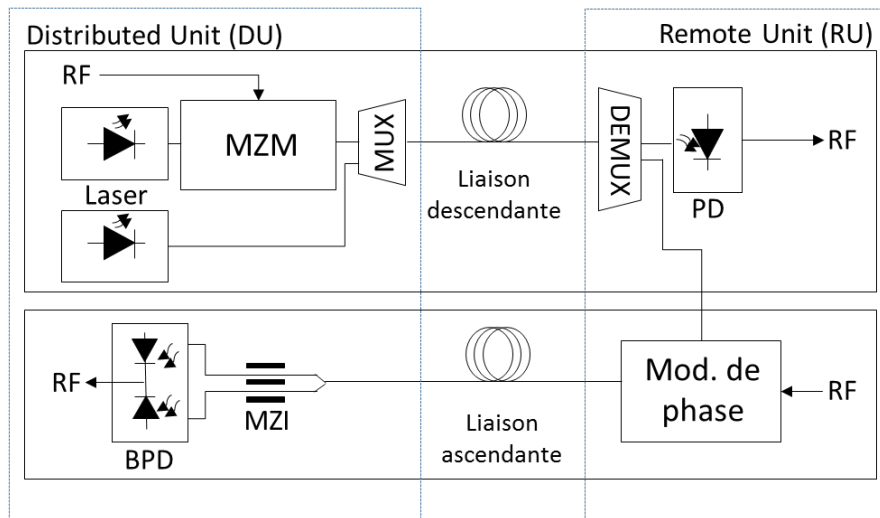 Distributed Unit (DU)
Remote Unit (RU)
RF
MZM
MUX
Laser
Liaison
descendante
DEMUX
PD
RF
RF
BPD
MZI
Liaison
ascendante
Mod. de
phase
RF